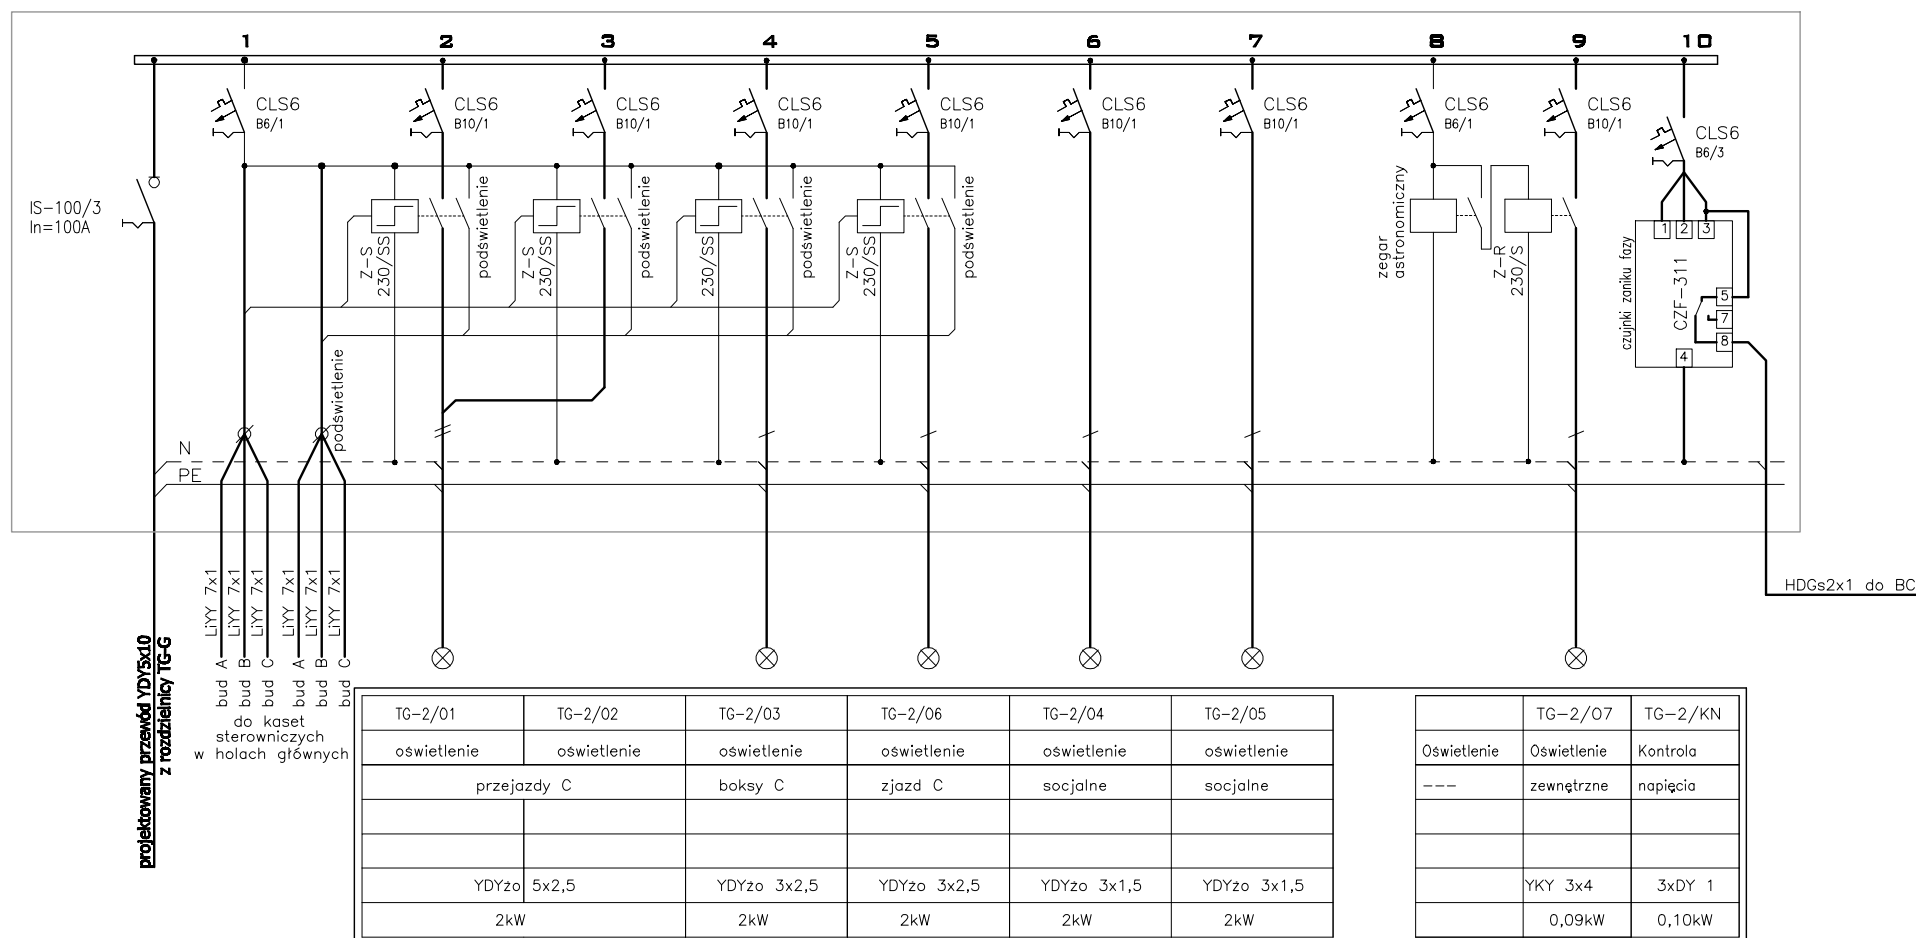 1 2 3 4 5 6 7 8 9 10
CLS6
B6/1
CLS6
B10/1
CLS6
B10/1
CLS6
B10/1
CLS6
B10/1
CLS6
B10/1
CLS6
B10/1
CLS6
B6/1
CLS6
B10/1
CLS6
B6/3
IS-100/3
In=100A
Z-S
230/SS
podświetlenie
Z-S
230/SS
podświetlenie
230/SS
podświetlenie
Z-S
230/SS
podświetlenie
zegar
astronomiczny
Z-R
230/S
czujnki zaniku fazy
CZF-311
1 2 3
5
7
8
4
podświetlenie
N
PE
LiYY 7x1
LiYY 7x1
LiYY 7x1
LiYY 7x1
LiYY 7x1
LiYY 7x1
bud A
bud B
bud C
bud A
bud B
bud C
do kaset
sterowniczych
w holach głównych
projektowany przewód YDY5x10
z rozdzielnicy TG-G
HDGs2x1 do BC
TG-2/01 TG-2/02 TG-2/03 TG-2/06 TG-2/04 TG-2/05 TG-2/07 TG-2/KN
oświetlenie oświetlenie oświetlenie oświetlenie oświetlenie oświetlenie Oświetlenie Oświetlenie Kontrola
przejazdy C boksy C zjazd C socjalne socjalne --- zewnętrzne napięcia
YDYżo 5x2,5 YDYżo 3x2,5 YDYżo 3x2,5 YDYżo 3x1,5 YDYżo 3x1,5 YKY 3x4 3xDY 1
2kW 2kW 2kW 2kW 2kW 0,09kW 0,10kW